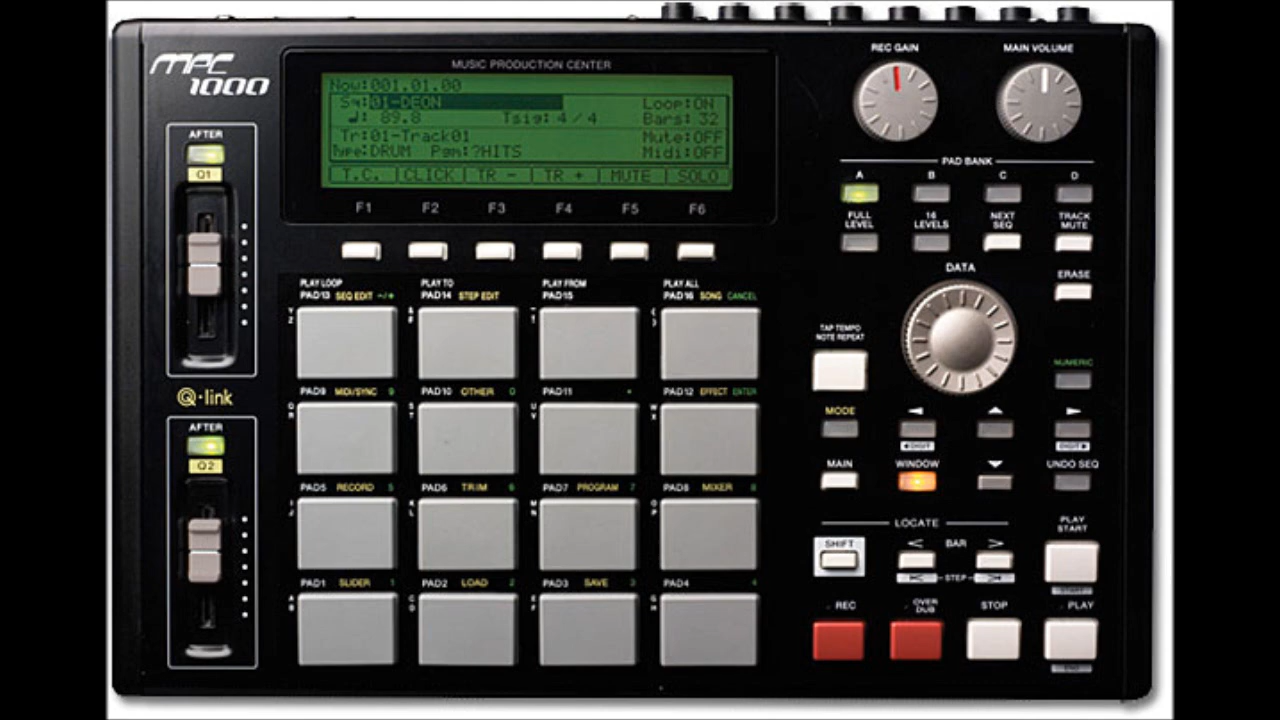 MPC
1000
MUSIC PRODUCTION CENTER
Now:001.01.00
Sq:01-DEON Loop:ON
♩: 89.8 Tsig: 4/4 Bars: 32
Tr:01-Track01 Mute:OFF
Type:DRUM Pgm:?HITS Midi:OFF
T.C. CLICK TR - TR + MUTE SOLO
F1 F2 F3 F4 F5 F6
REC GAIN MAIN VOLUME
PAD BANK
A B C D
FULL LEVEL 16 LEVELS NEXT SEQ TRACK MUTE
DATA
ERASE
TAP TEMPO
NOTE REPEAT
NUMERIC
MODE
DIGIT DIGIT
MAIN WINDOW UNDO SEQ
LOCATE
SHIFT < BAR >
STEP
PLAY START
REC OVER DUB STOP PLAY
AFTER
Q1
Q-link
AFTER
Q2
PLAY LOOP PLAY TO PLAY FROM PLAY ALL
PAD13 SEQ EDIT -/+ PAD14 STEP EDIT PAD15 PAD16 SONG CANCEL
PAD9 MIDI/SYNC 9 PAD10 OTHER 0 PAD11 PAD12 EFFECT ENTER
PAD5 RECORD 5 PAD6 TRIM 6 PAD7 PROGRAM 7 PAD8 MIXER 8
PAD1 SLIDER 1 PAD2 LOAD 2 PAD3 SAVE 3 PAD4 4